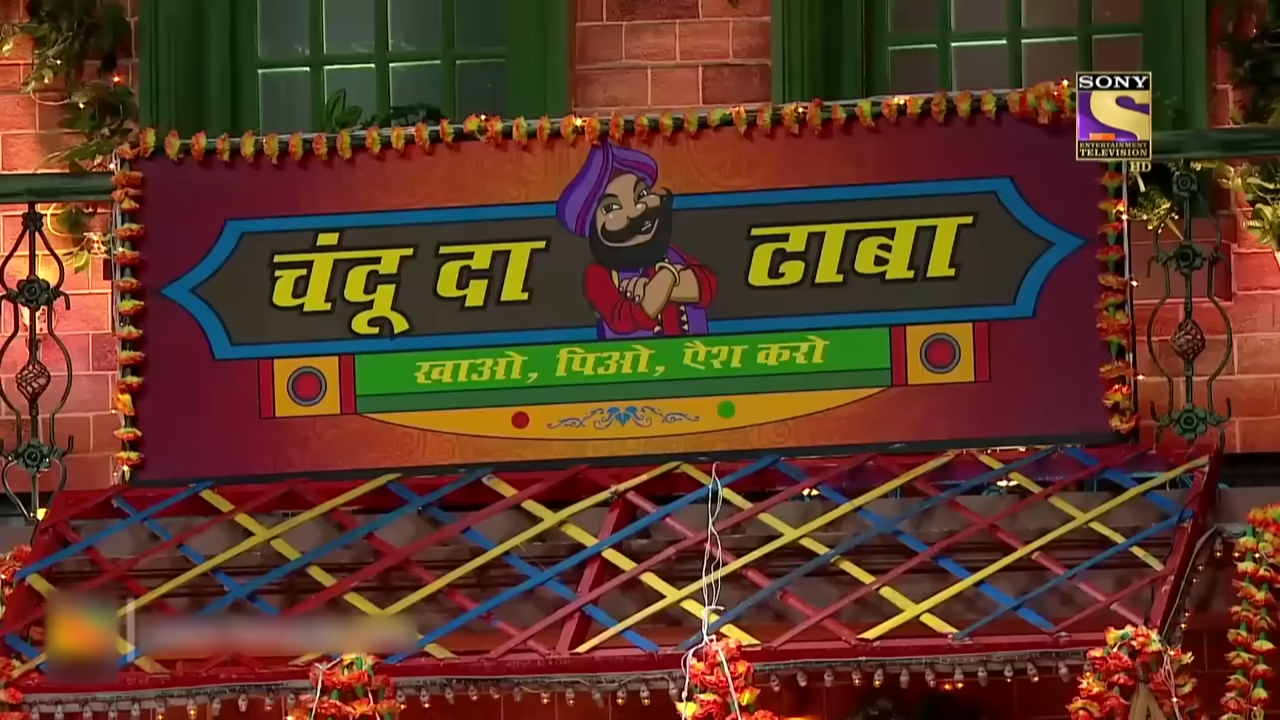 SONY
ENTERTAINMENT
TELEVISION
HD
चंदू दा ढाबा
खाओ, पिओ, ऐश करो